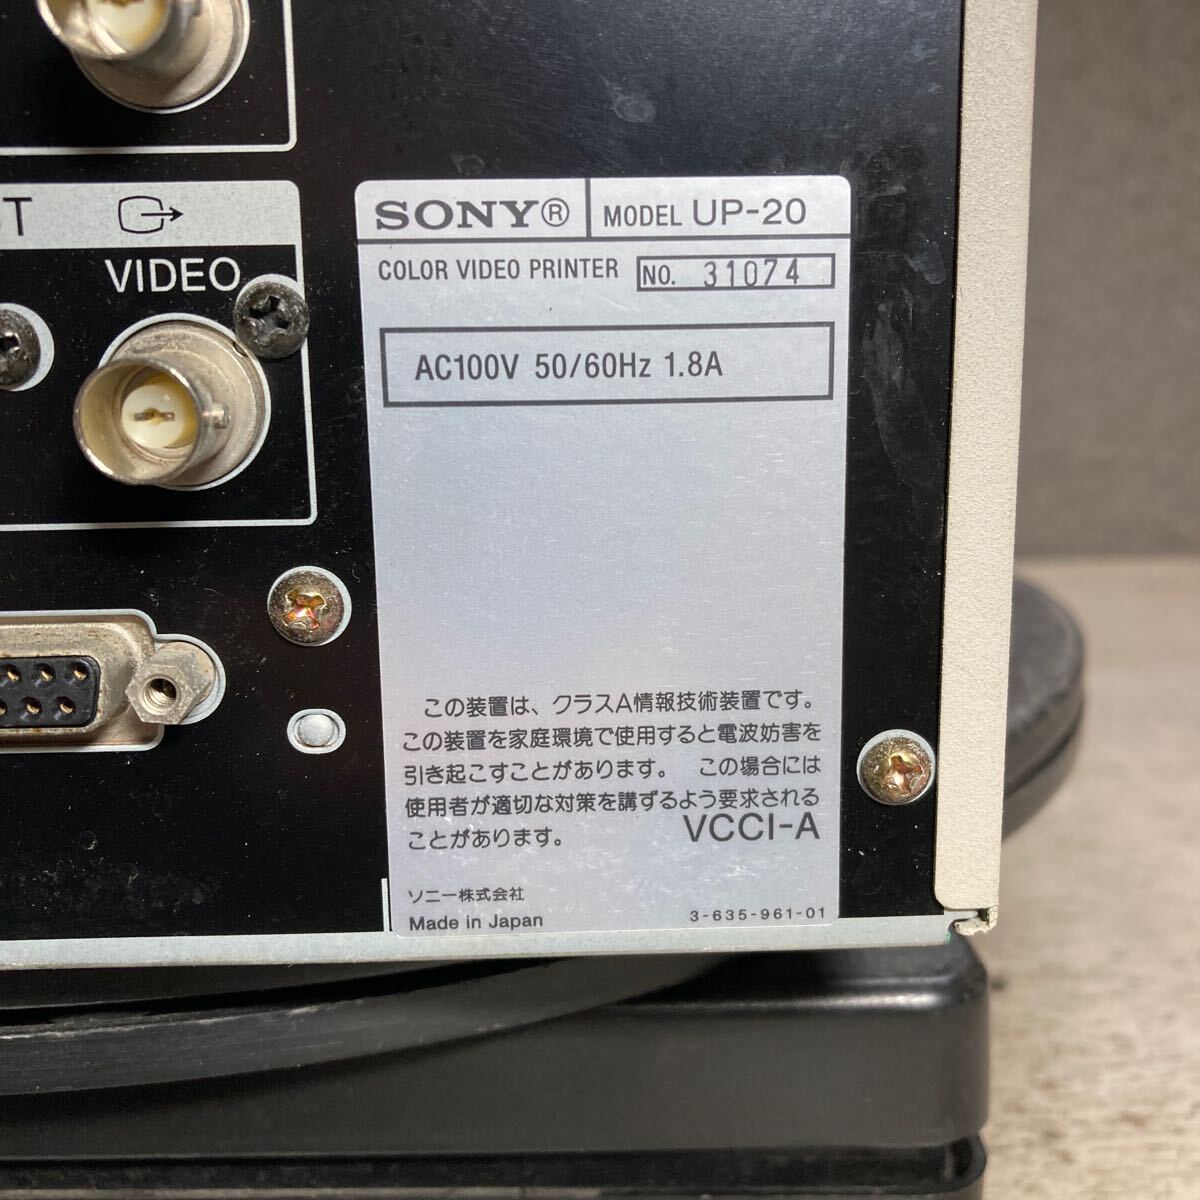 UT
VIDEO
SONY® MODEL UP-20
COLOR VIDEO PRINTER NO. 31074
AC100V 50/60Hz 1.8A
この装置は、クラスA情報技術装置です。
この装置を家庭環境で使用すると電波妨害を
引き起こすことがあります。 この場合には
使用者が適切な対策を講ずるよう要求される
ことがあります。 VCCI-A
ソニー株式会社
Made in Japan 3-635-961-01